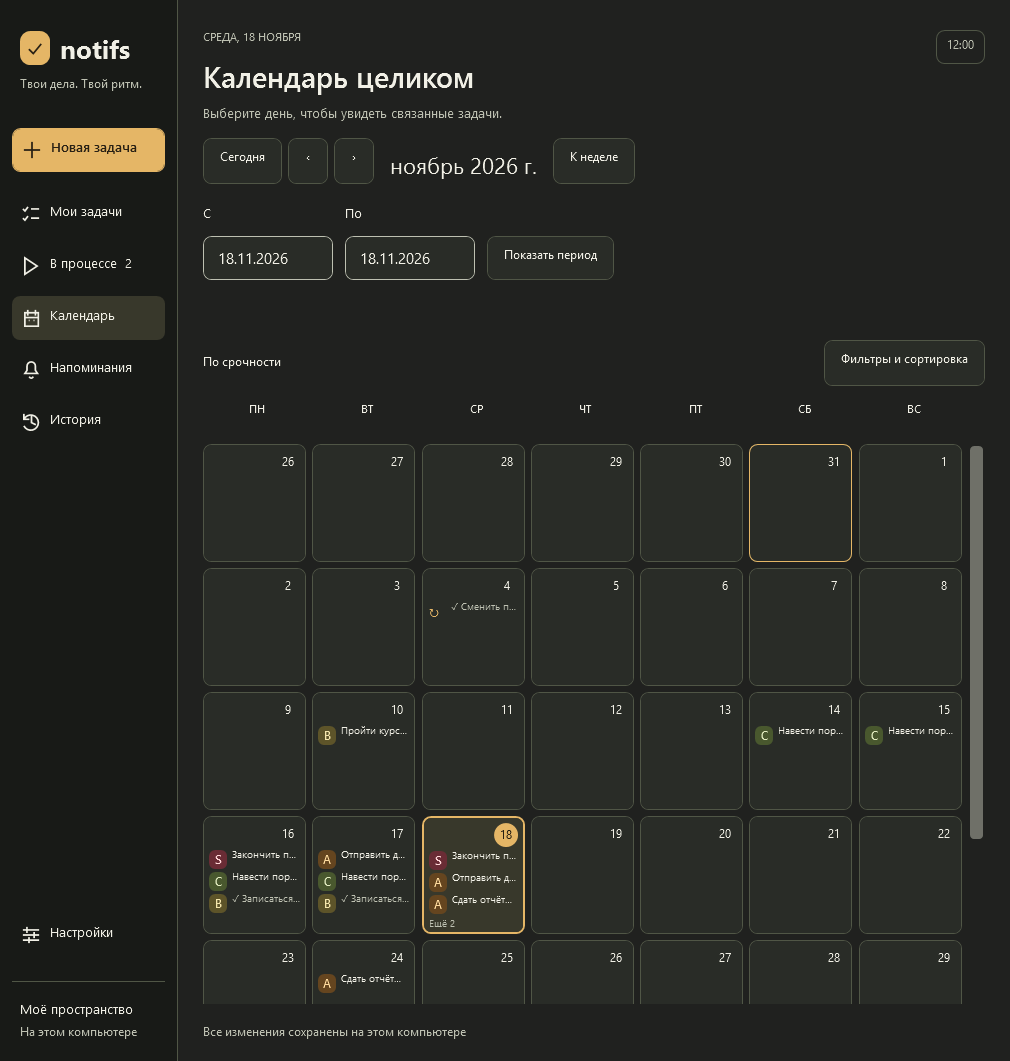 notifs
Твои дела. Твой ритм.
Новая задача
Мои задачи
В процессе 2
Календарь
Напоминания
История
Настройки
Моё пространство
На этом компьютере
СРЕДА, 18 НОЯБРЯ
12:00
Календарь целиком
Выберите день, чтобы увидеть связанные задачи.
Сегодня ‹ › ноябрь 2026 г. К неделе
С По
18.11.2026 18.11.2026 Показать период
По срочности Фильтры и сортировка
ПН ВТ СР ЧТ ПТ СБ ВС
26 27 28 29 30 31 1
2 3 4 5 6 7 8
↻ ✓ Сменить п...
9 10 11 12 13 14 15
B Пройти курс... C Навести пор... C Навести пор...
16 17 18 19 20 21 22
S Закончить п... A Отправить д... S Закончить п...
C Навести пор... C Навести пор... A Отправить д...
B ✓ Записаться... B ✓ Записаться... A Сдать отчёт...
Ещё 2
23 24 25 26 27 28 29
A Сдать отчёт...
Все изменения сохранены на этом компьютере